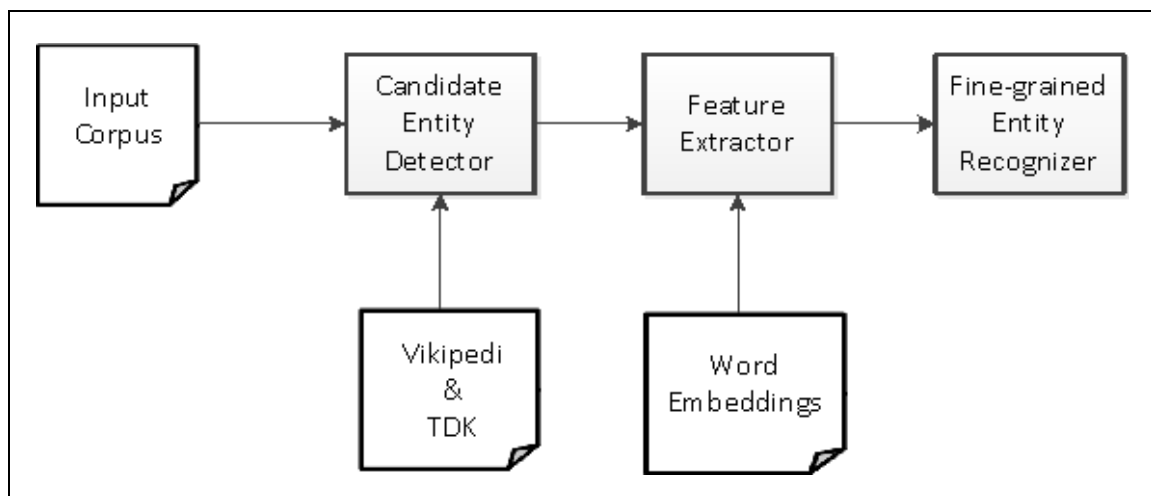 Input
Corpus
Candidate
Entity
Detector
Feature
Extractor
Fine-grained
Entity
Recognizer
Vikipedi
&
TDK
Word
Embeddings